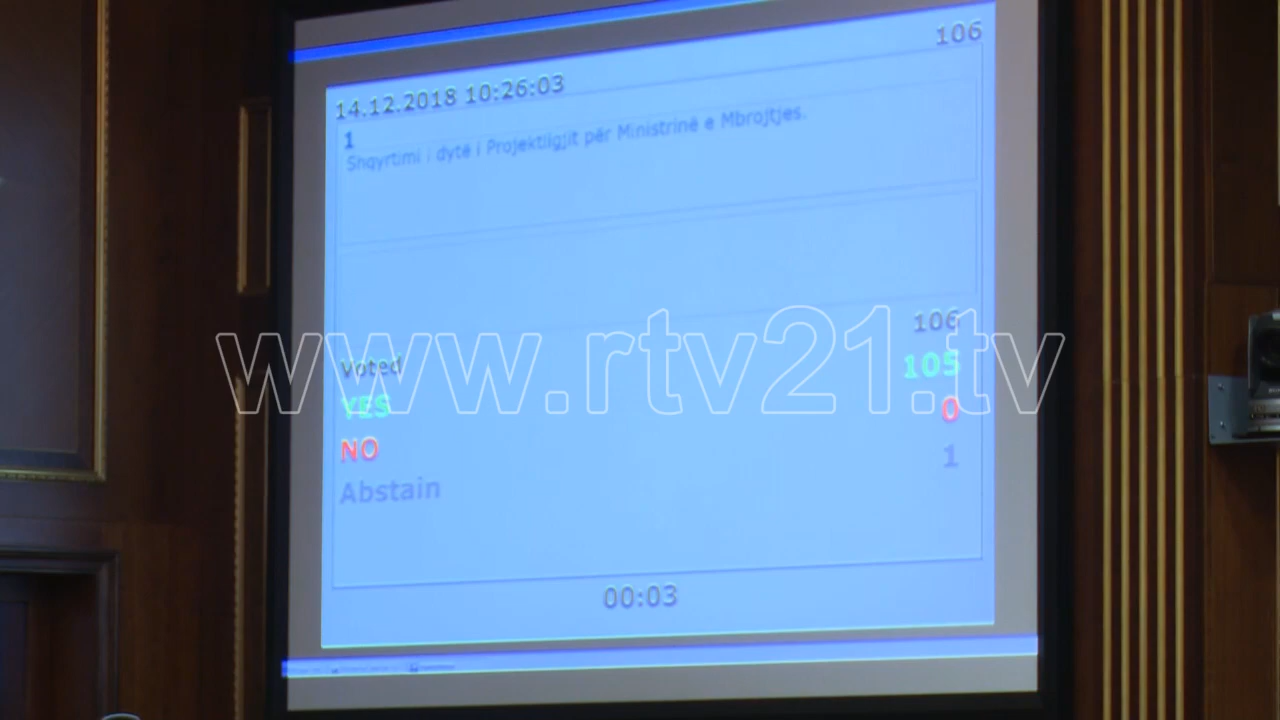 106
14.12.2018 10:26:03
1
Shqyrtimi i dytë i Projektligjit për Ministrinë e Mbrojtjes.
Voted 106
YES 105
NO 0
Abstain 1
00:03
www.rtv21.tv